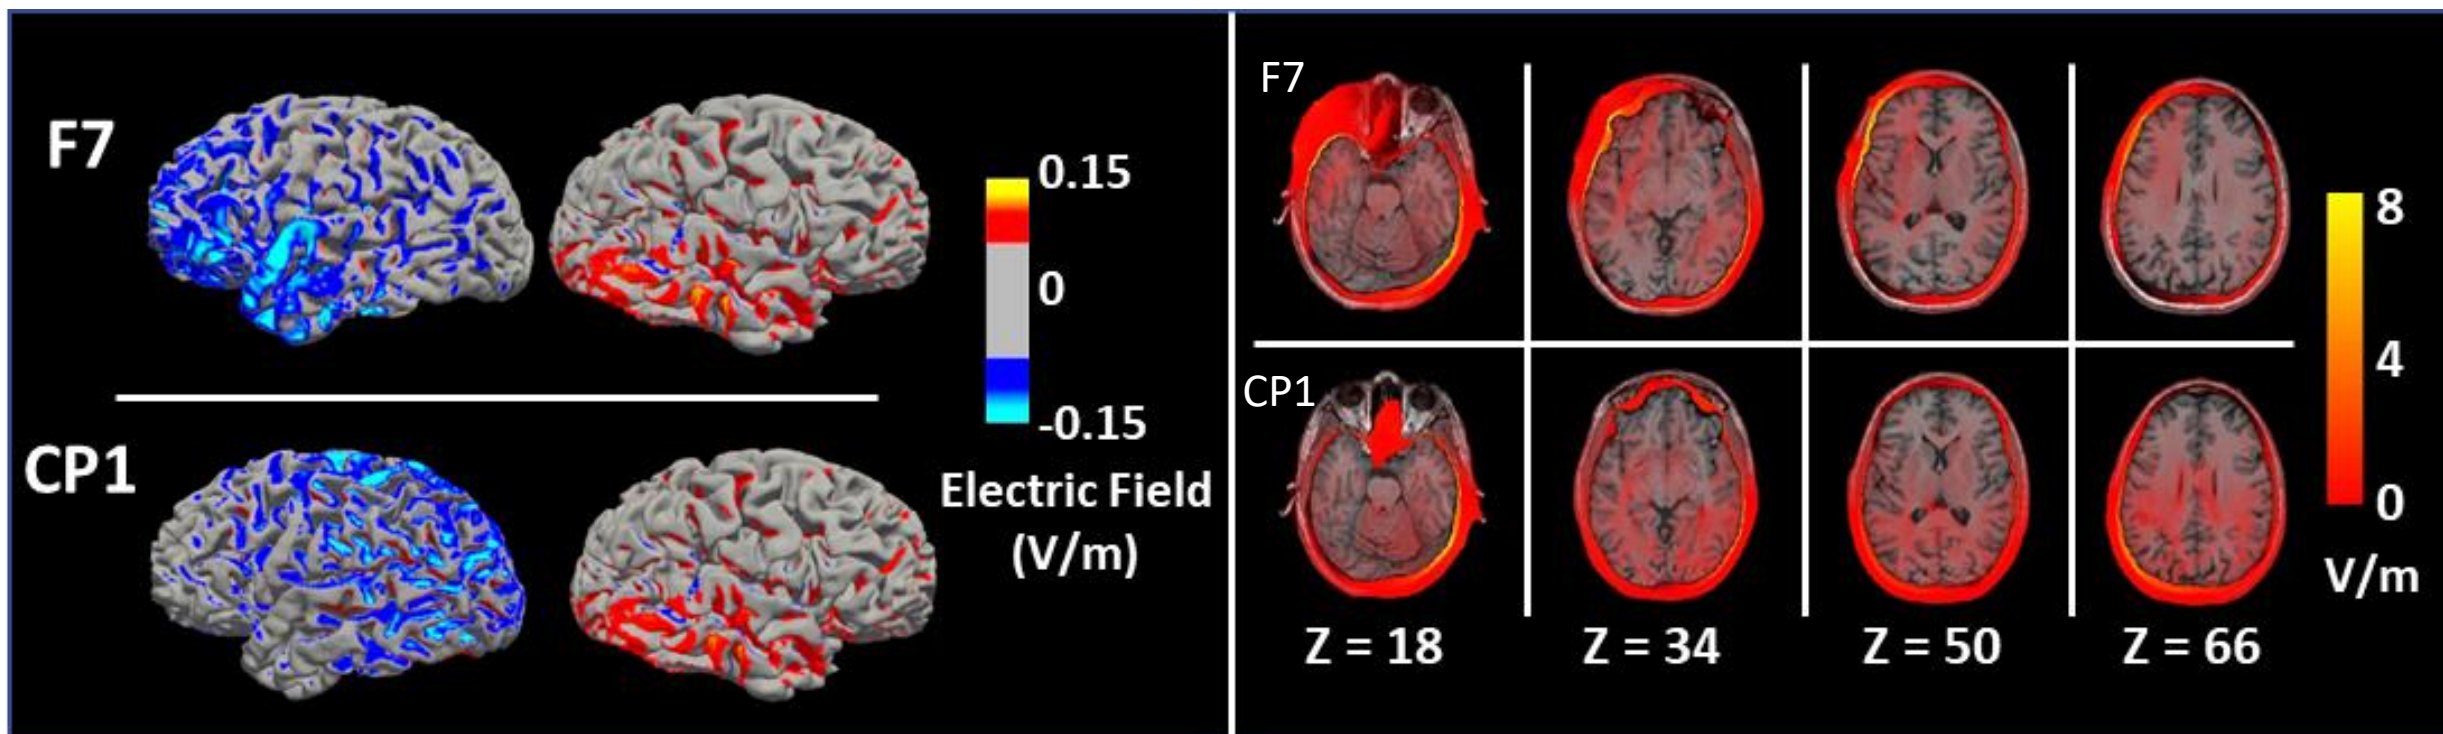 F7
0.15
0
-0.15
CP1
Electric Field
(V/m)
F7
CP1
8
4
0
V/m
Z = 18
Z = 34
Z = 50
Z = 66